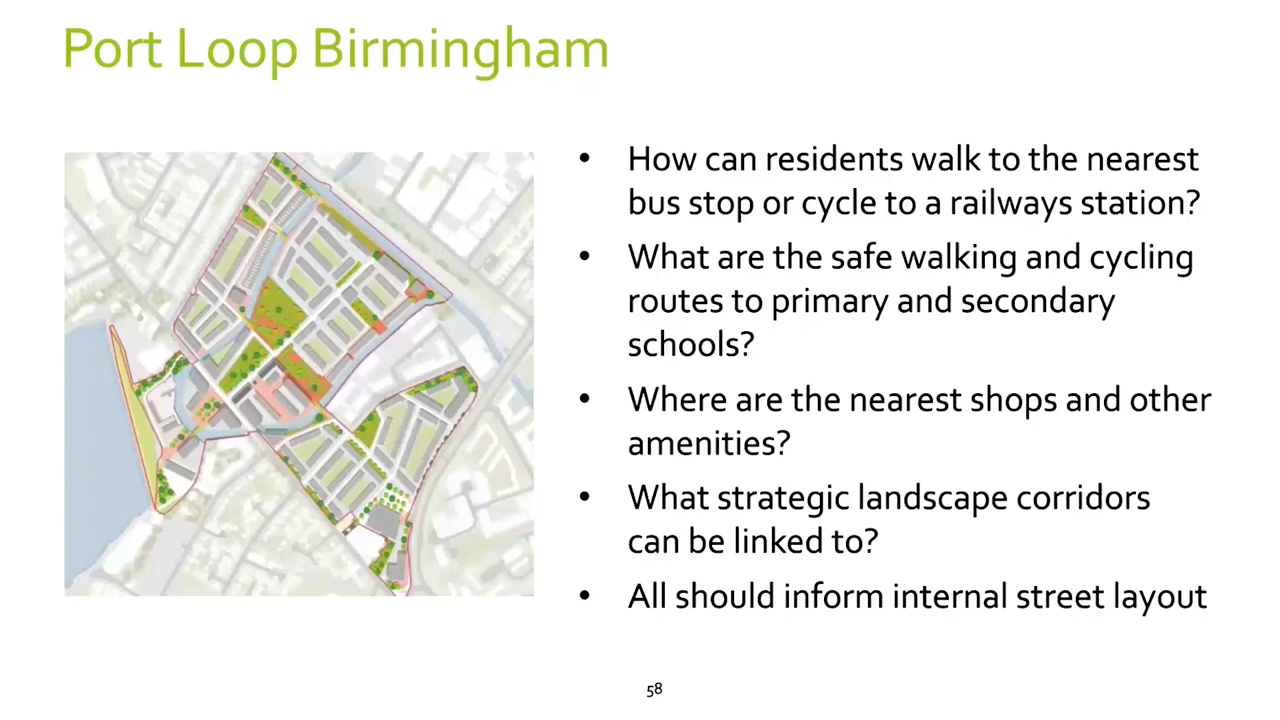 Port Loop Birmingham
• How can residents walk to the nearest
bus stop or cycle to a railways station?
• What are the safe walking and cycling
routes to primary and secondary
schools?
• Where are the nearest shops and other
amenities?
• What strategic landscape corridors
can be linked to?
• All should inform internal street layout
58